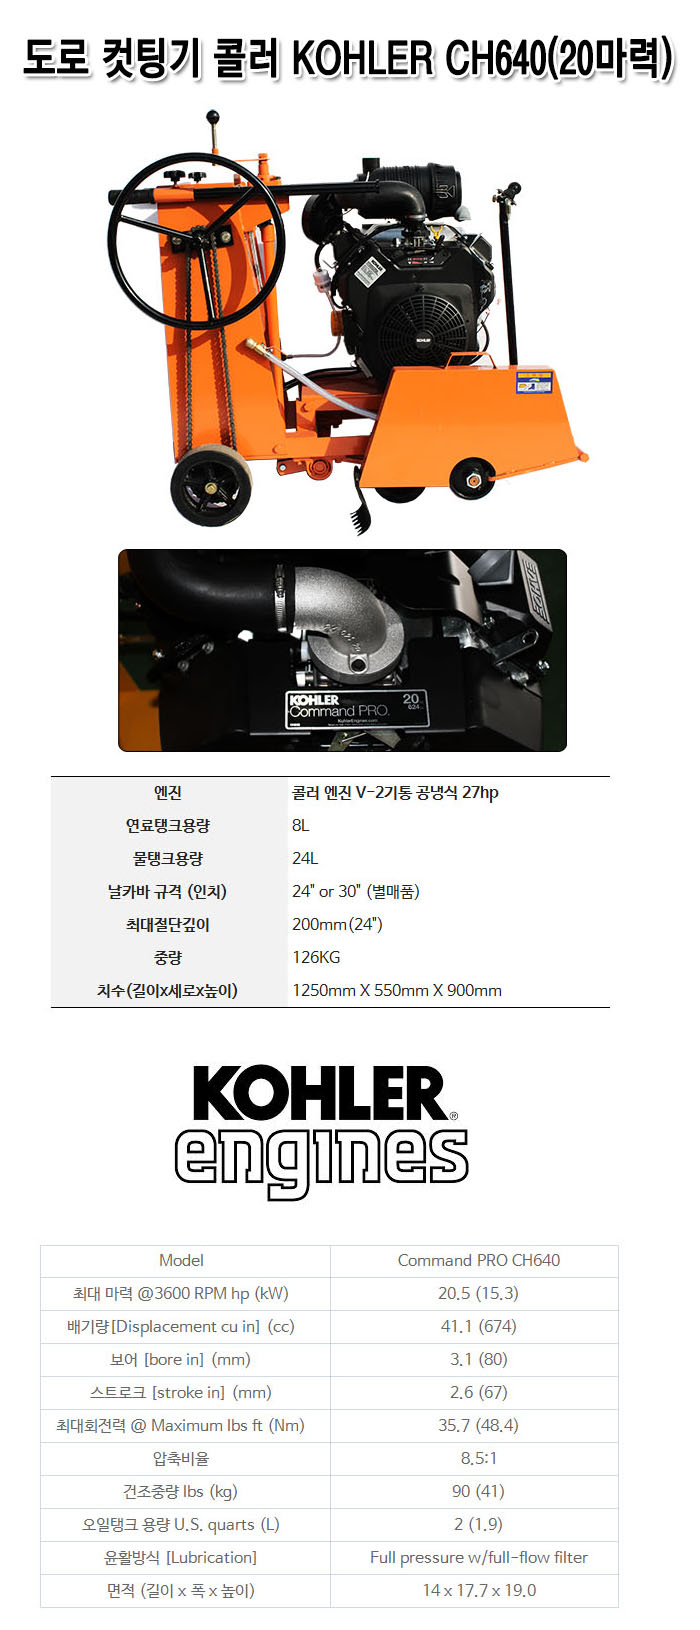 도로 컷팅기 콜러 KOHLER CH640(20마력)
KOHLER
KOHLER
Command PRO. 20
624
KohlerEngines.com
엔진 콜러 엔진 V-2기통 공냉식 27hp
연료탱크용량 8L
물탱크용량 24L
날카바 규격 (인치) 24" or 30" (별매품)
최대절단깊이 200mm(24")
중량 126KG
치수(길이x세로x높이) 1250mm X 550mm X 900mm
KOHLER®
engines
Model Command PRO CH640
최대 마력 @3600 RPM hp (kW) 20.5 (15.3)
배기량[Displacement cu in] (cc) 41.1 (674)
보어 [bore in] (mm) 3.1 (80)
스트로크 [stroke in] (mm) 2.6 (67)
최대회전력 @ Maximum lbs ft (Nm) 35.7 (48.4)
압축비율 8.5:1
건조중량 lbs (kg) 90 (41)
오일탱크 용량 U.S. quarts (L) 2 (1.9)
윤활방식 [Lubrication] Full pressure w/full-flow filter
면적 (길이 x 폭 x 높이) 14 x 17.7 x 19.0